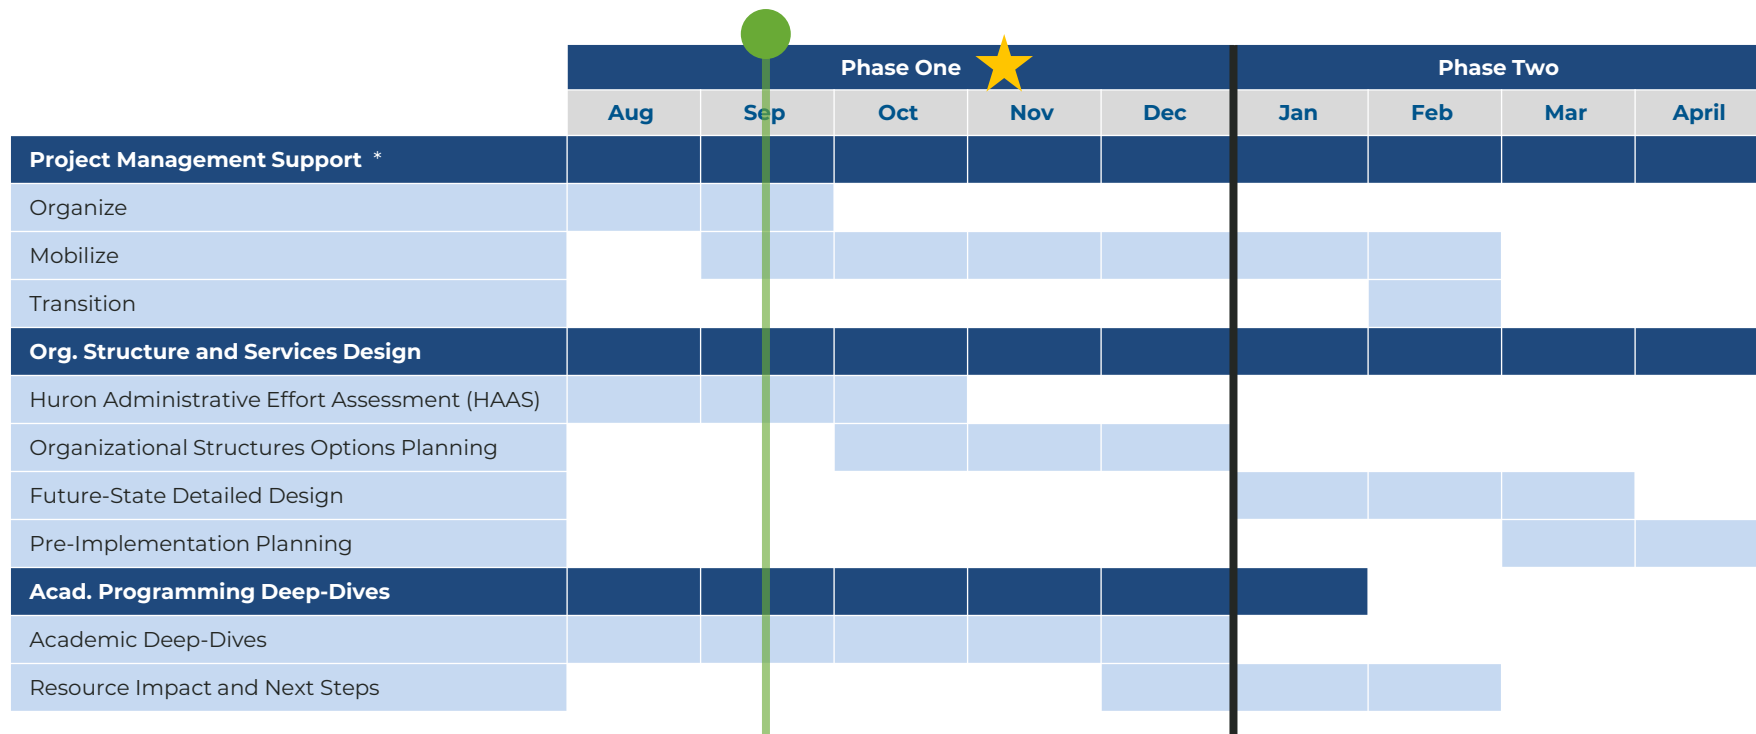 Phase One Phase Two
Aug Sep Oct Nov Dec Jan Feb Mar April
Project Management Support *
Organize
Mobilize
Transition
Org. Structure and Services Design
Huron Administrative Effort Assessment (HAAS)
Organizational Structures Options Planning
Future-State Detailed Design
Pre-Implementation Planning
Acad. Programming Deep-Dives
Academic Deep-Dives
Resource Impact and Next Steps